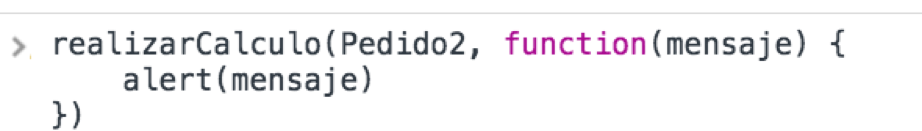 > realizarCalculo(Pedido2, function(mensaje) {
alert(mensaje)
})